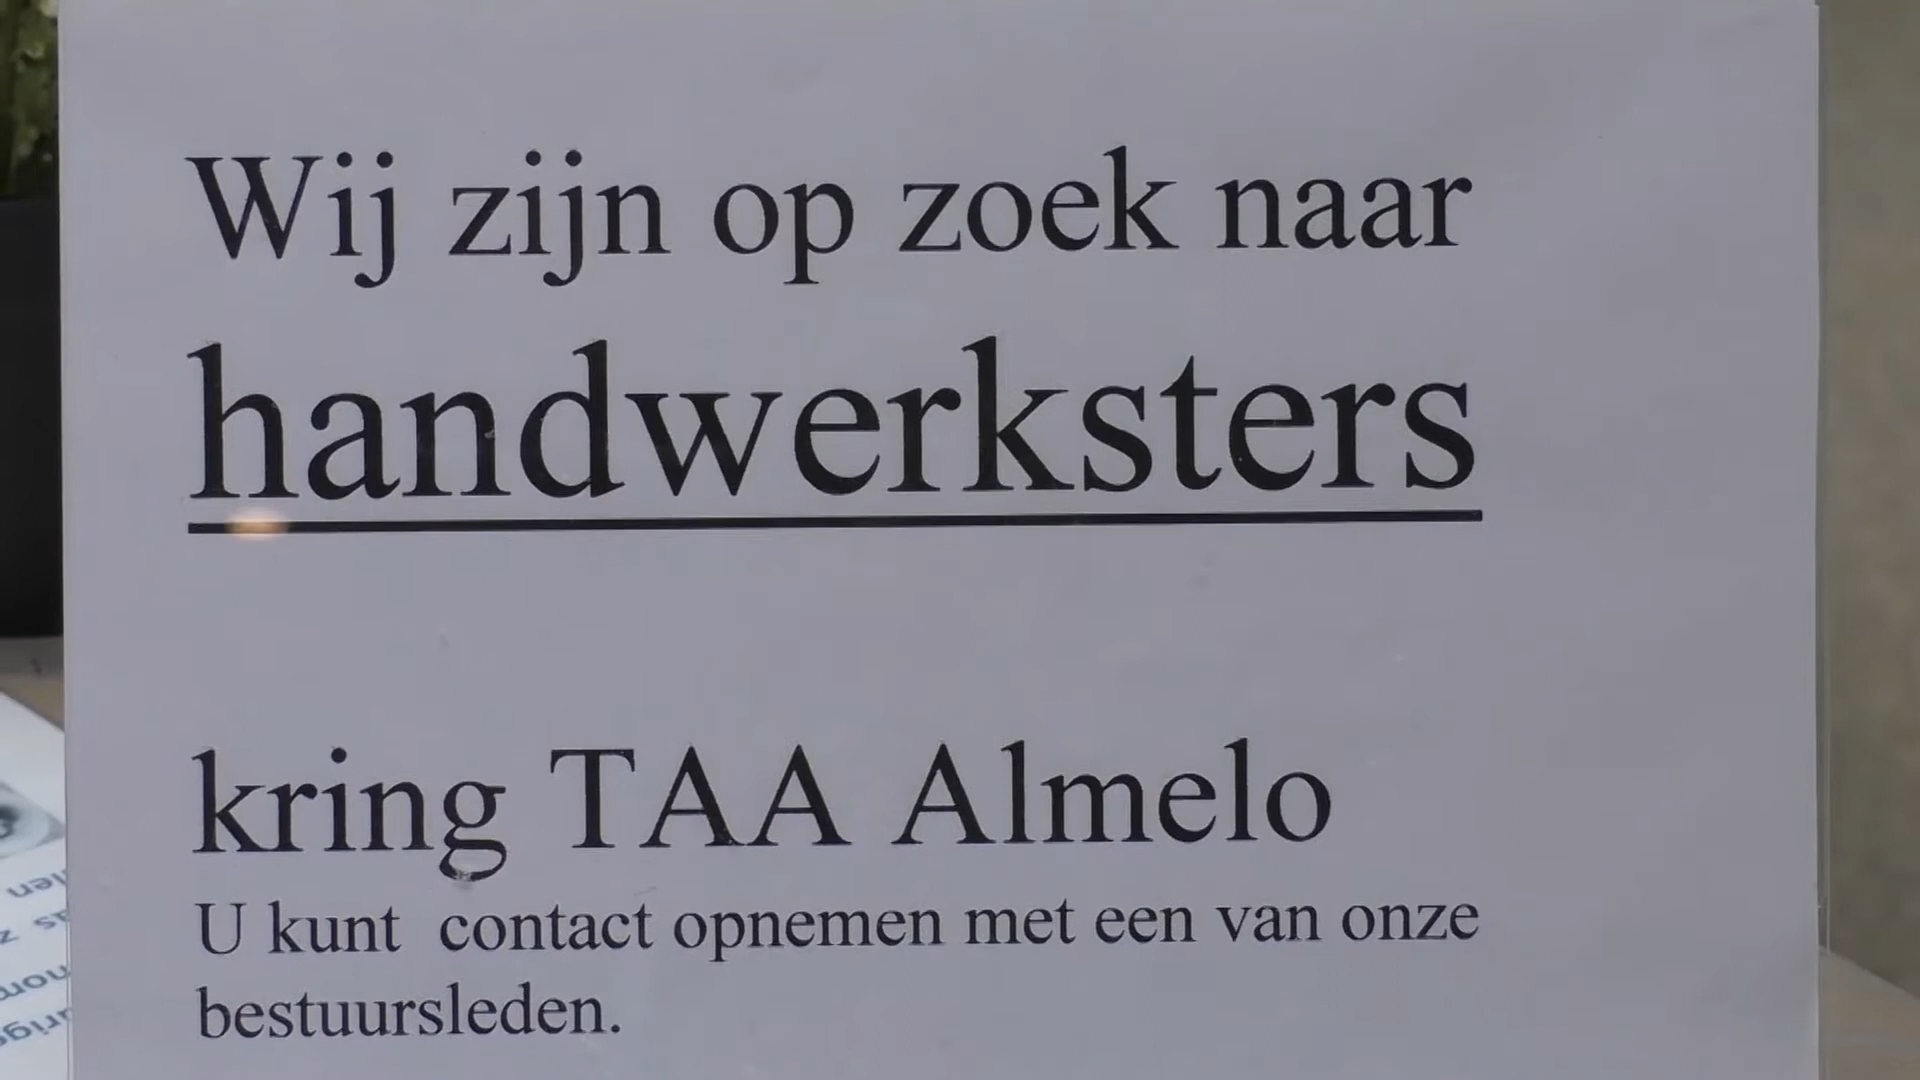 Wij zijn op zoek naar
handwerksters
kring TAA Almelo
U kunt contact opnemen met een van onze
bestuursleden.